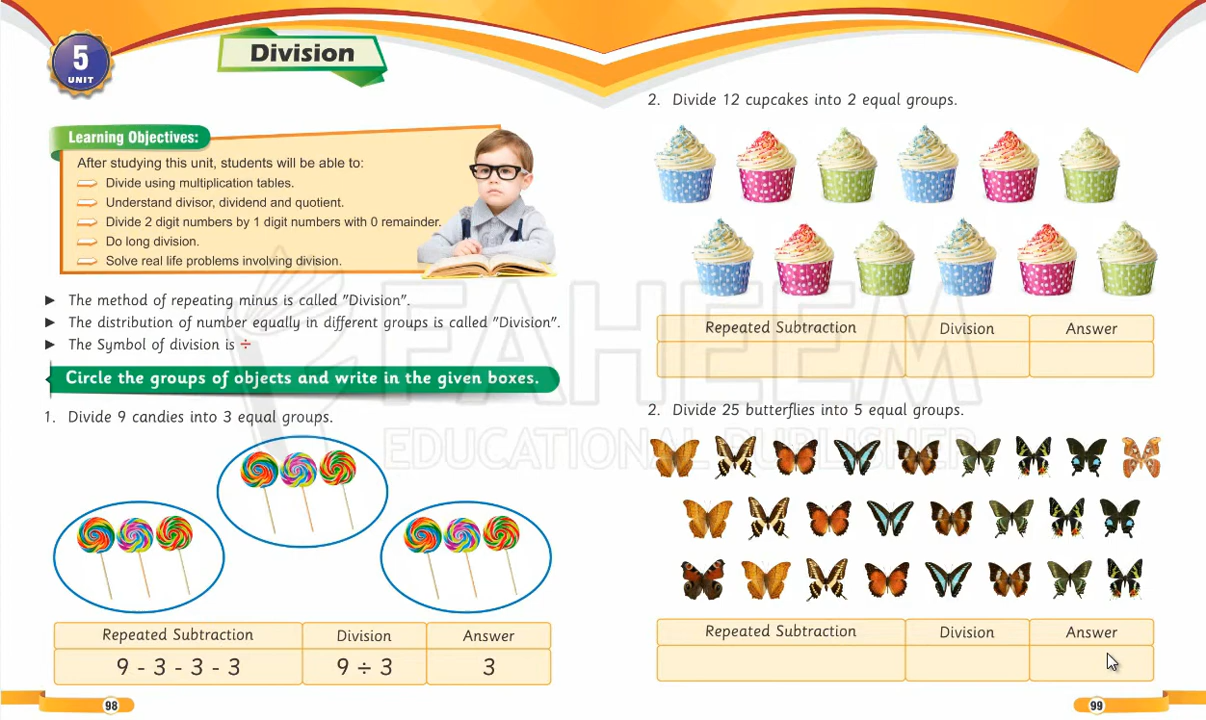 5
UNIT
Division
Learning Objectives:
After studying this unit, students will be able to:
Divide using multiplication tables.
Understand divisor, dividend and quotient.
Divide 2 digit numbers by 1 digit numbers with 0 remainder.
Do long division.
Solve real life problems involving division.
The method of repeating minus is called "Division".
The distribution of number equally in different groups is called "Division".
The Symbol of division is ÷
Circle the groups of objects and write in the given boxes.
1. Divide 9 candies into 3 equal groups.
Repeated Subtraction Division Answer
9 - 3 - 3 - 3 9 ÷ 3 3
98
2. Divide 12 cupcakes into 2 equal groups.
Repeated Subtraction Division Answer
2. Divide 25 butterflies into 5 equal groups.
Repeated Subtraction Division Answer
99
FAHEEM
EDUCATIONAL PUBLISHER